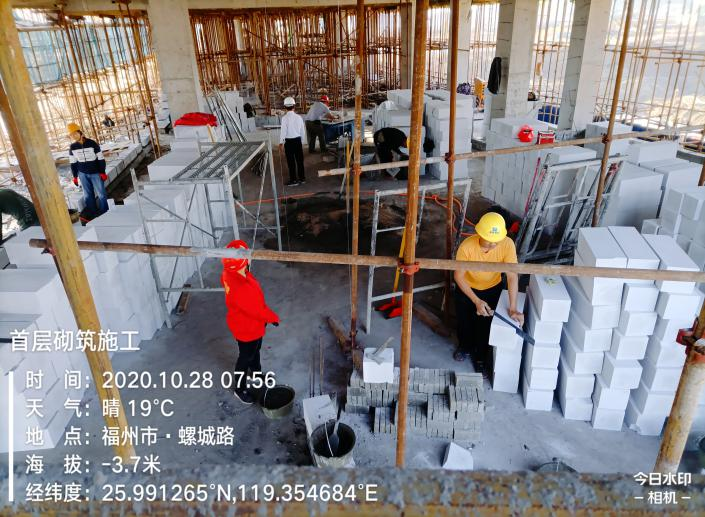 首层砌筑施工
时 间：2020.10.28 07:56
天 气：晴 19℃
地 点：福州市·螺城路
海 拔：-3.7米
经纬度：25.991265°N,119.354684°E
今日水印
-相机-